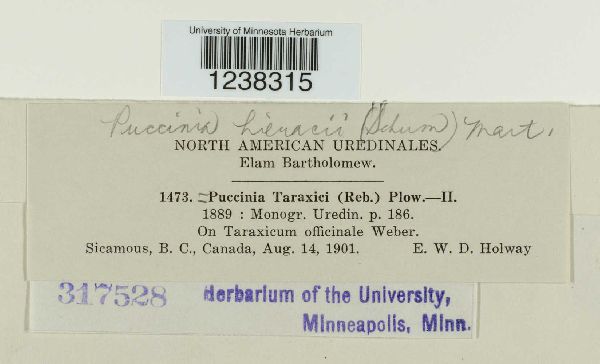 University of Minnesota Herbarium
1238315
Puccinia hieracii (Schum) Mart.
NORTH AMERICAN UREDINALES.
Elam Bartholomew.
1473. =Puccinia Taraxici (Reb.) Plow.—II.
1889 : Monogr. Uredin. p. 186.
On Taraxicum officinale Weber.
Sicamous, B. C., Canada, Aug. 14, 1901. E. W. D. Holway
317528 Herbarium of the University,
Minneapolis, Minn.